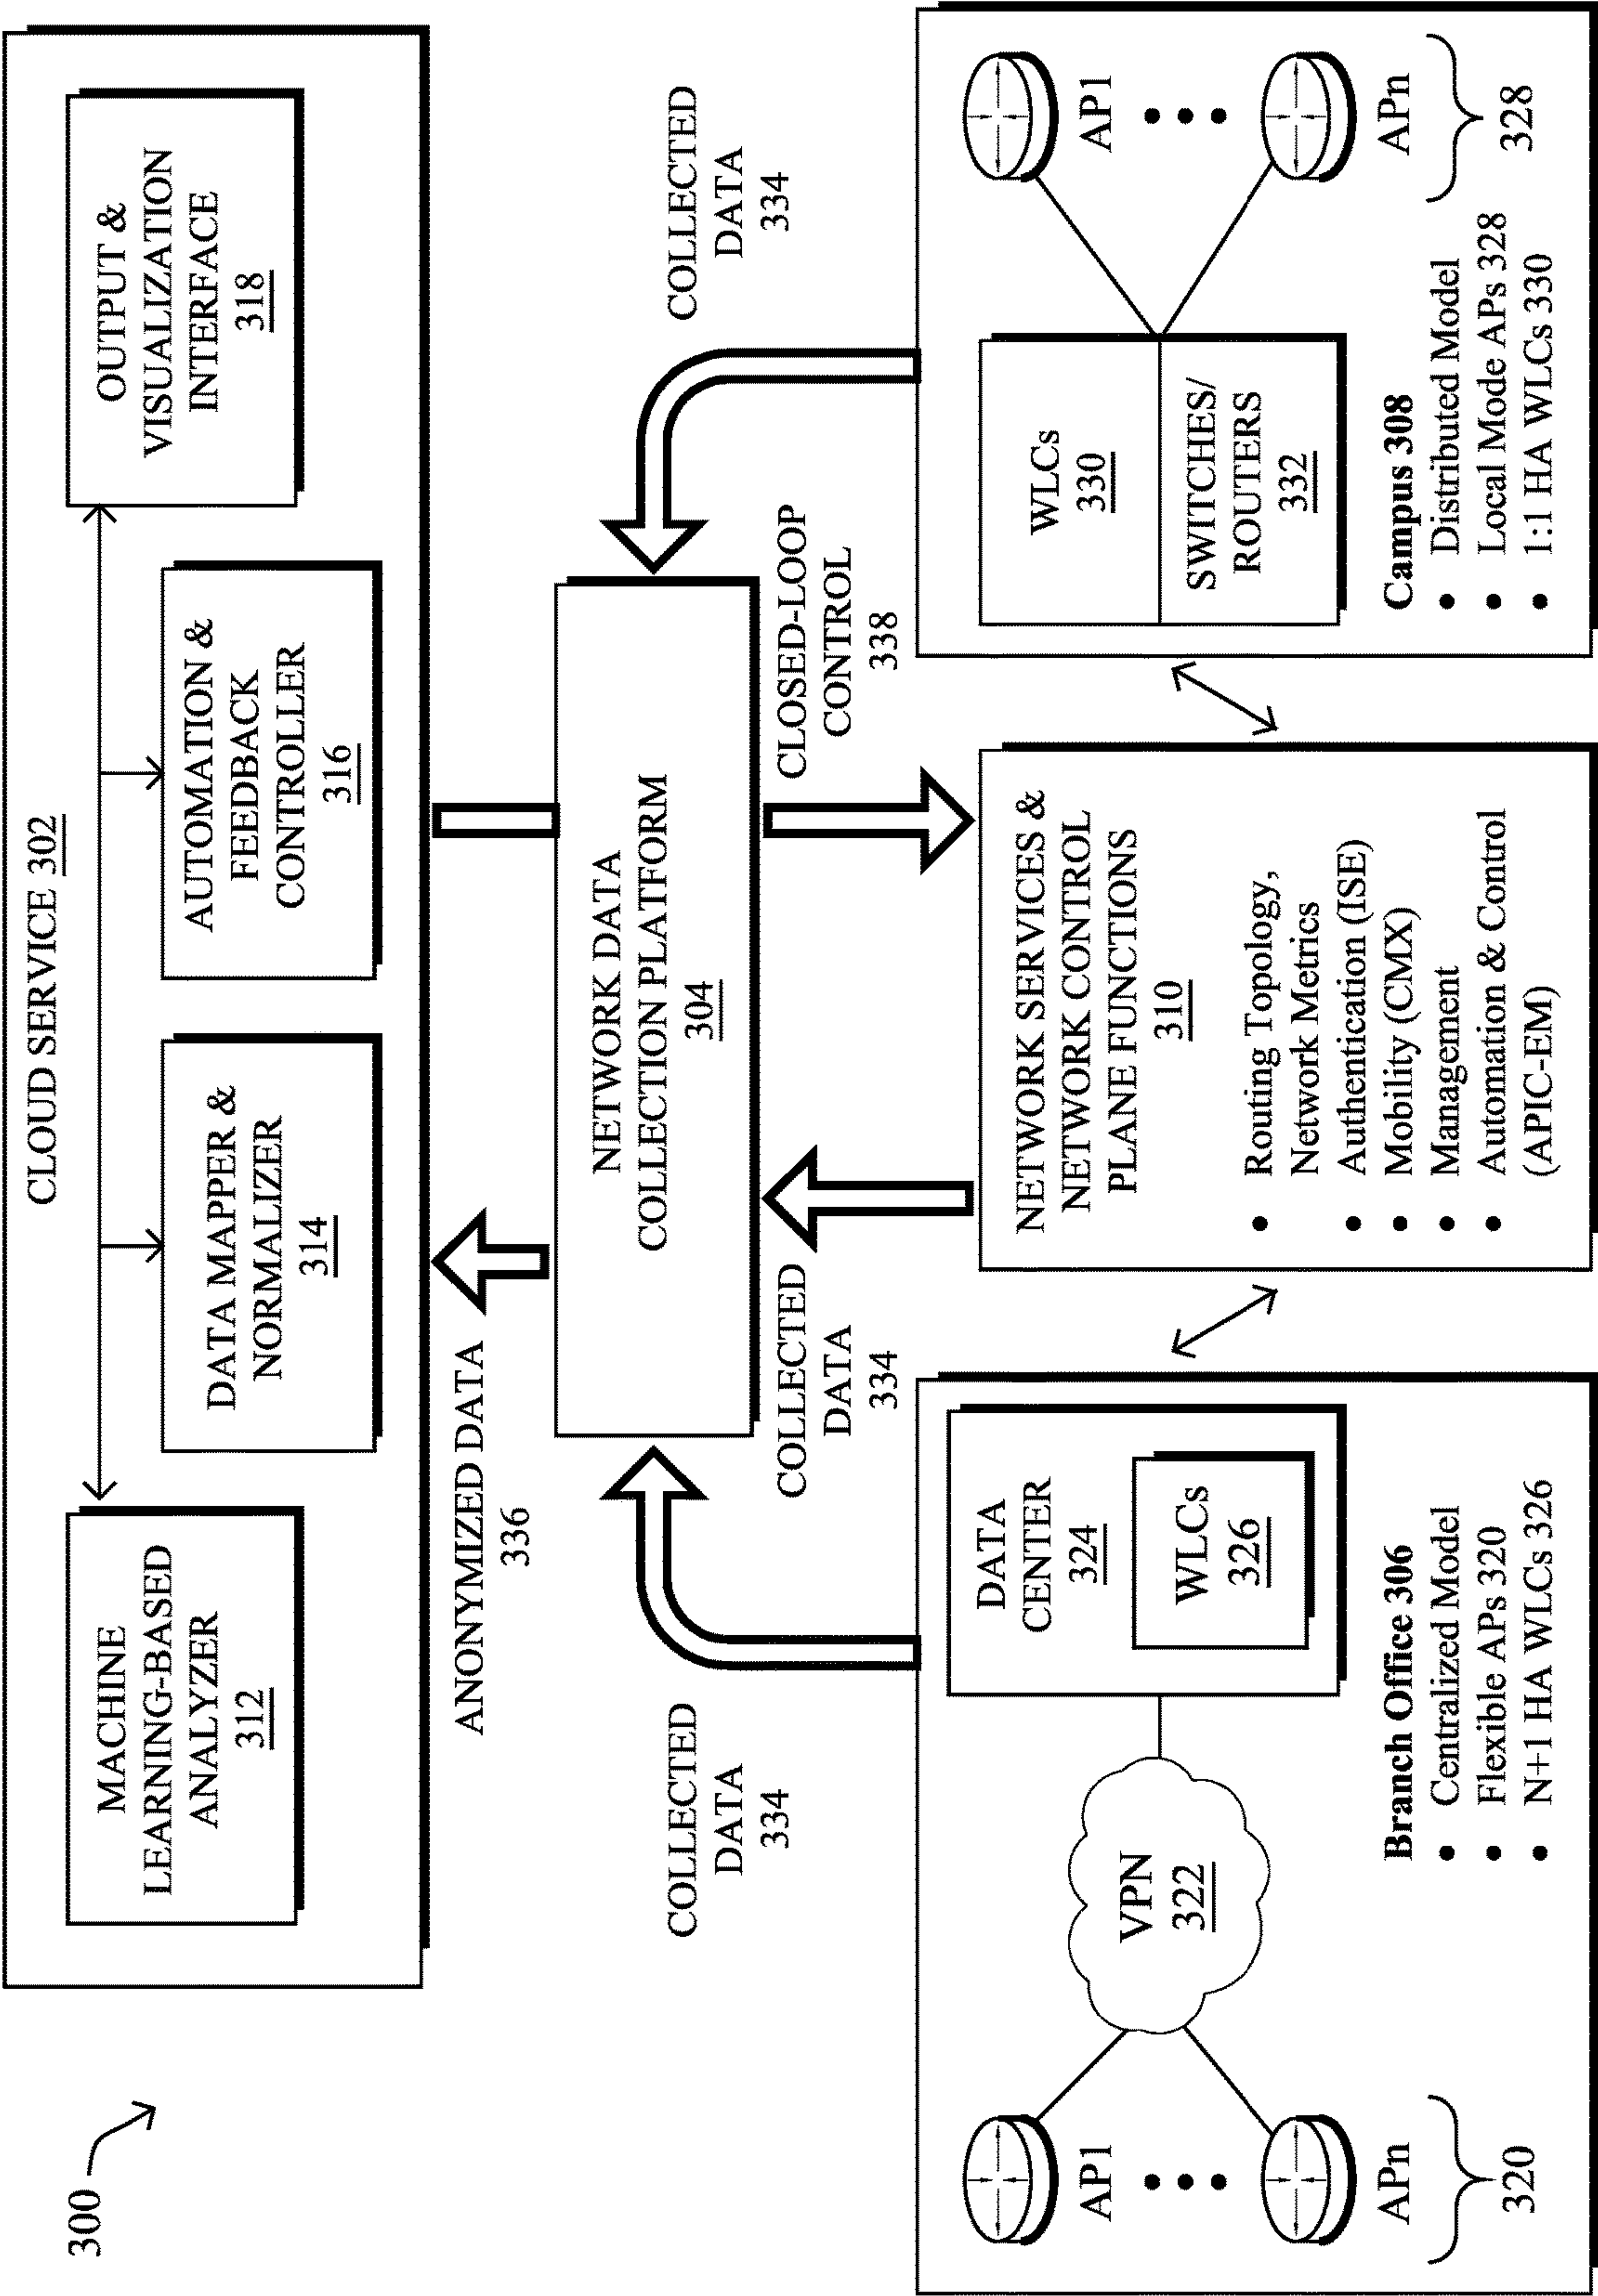 300
CLOUD SERVICE 302
MACHINE
LEARNING-BASED
ANALYZER
312
DATA MAPPER &
NORMALIZER
314
AUTOMATION &
FEEDBACK
CONTROLLER
316
OUTPUT &
VISUALIZATION
INTERFACE
318
ANONYMIZED DATA
336
COLLECTED
DATA
334
NETWORK DATA
COLLECTION PLATFORM
304
COLLECTED
DATA
334
COLLECTED
DATA
334
CLOSED-LOOP
CONTROL
338
AP1
APn
320
VPN
322
DATA
CENTER
324
WLCs
326
Branch Office 306
• Centralized Model
• Flexible APs 320
• N+1 HA WLCs 326
NETWORK SERVICES &
NETWORK CONTROL
PLANE FUNCTIONS
310
• Routing Topology,
Network Metrics
• Authentication (ISE)
• Mobility (CMX)
• Management
• Automation & Control
(APIC-EM)
WLCs
330
SWITCHES/
ROUTERS
332
AP1
APn
328
Campus 308
• Distributed Model
• Local Mode APs 328
• 1:1 HA WLCs 330